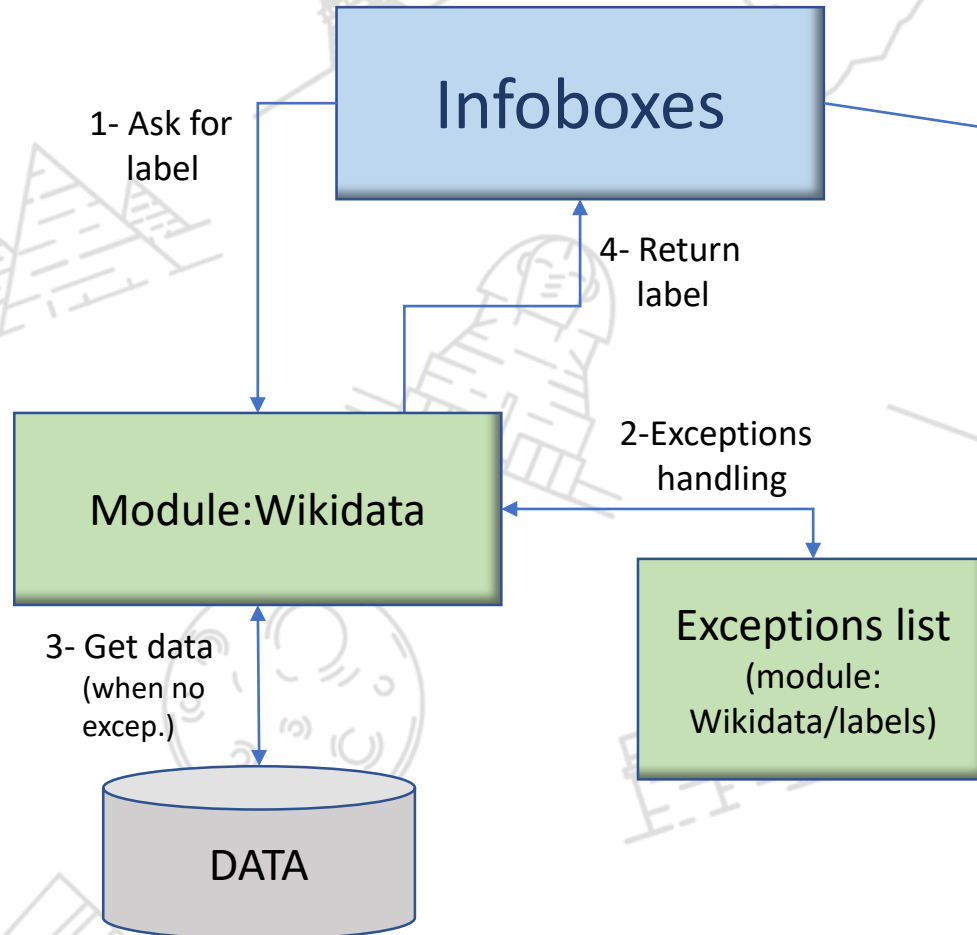 Infoboxes
1- Ask for
label
4- Return
label
2-Exceptions
handling
Module:Wikidata
Exceptions list
(module:
Wikidata/labels)
3- Get data
(when no
excep.)
DATA